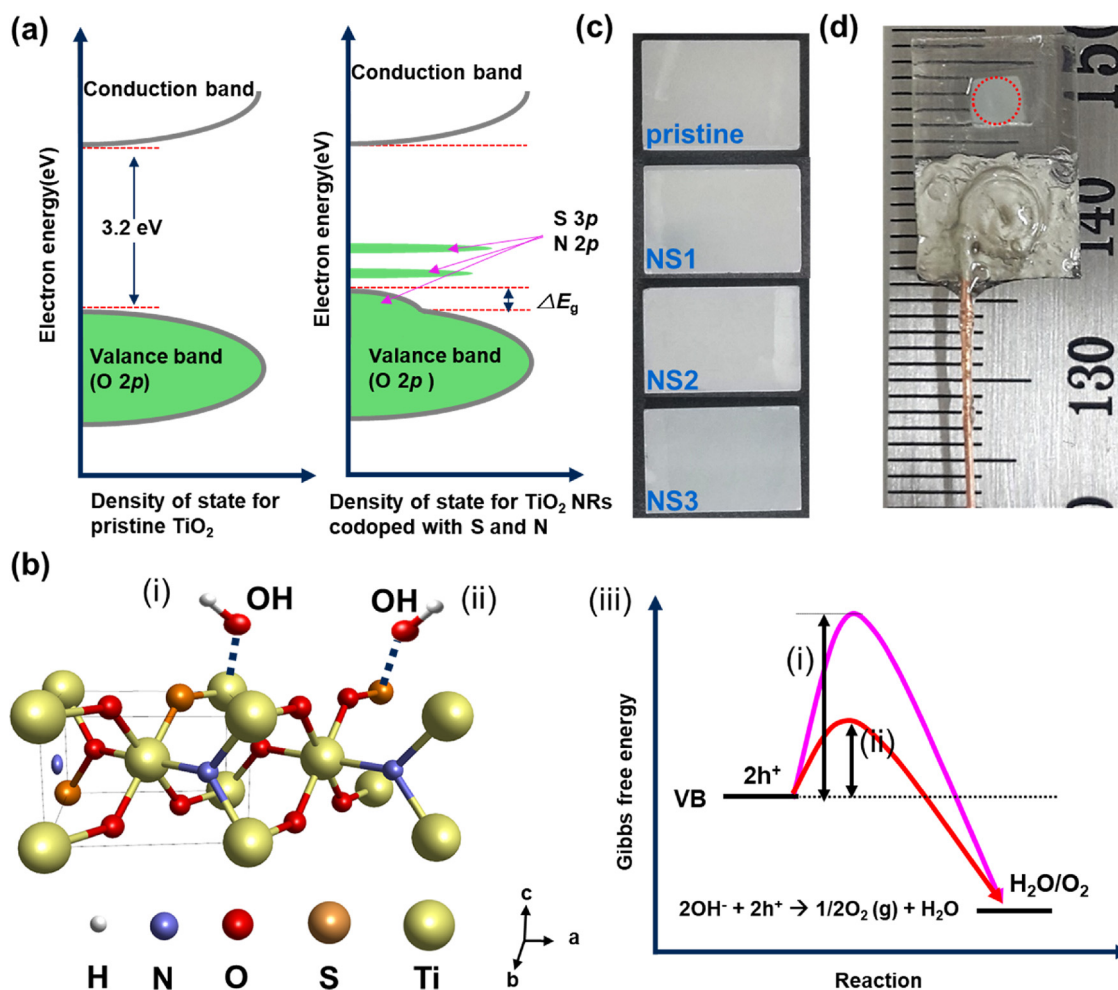 (a)
Electron energy(eV)
Conduction band
3.2 eV
Valance band
(O 2p)
Density of state for
pristine TiO2
Electron energy(eV)
Conduction band
S 3p
N 2p
ΔEg
Valance band
(O 2p )
Density of state for TiO2 NRs
codoped with S and N
(c)
pristine
NS1
NS2
NS3
(d)
150
140
130
(b)
(i)
OH
OH
(ii)
H
N
O
S
Ti
c
a
b
(iii)
Gibbs free energy
(i)
(ii)
2h+
VB
H2O/O2
2OH- + 2h+ → 1/2O2 (g) + H2O
Reaction